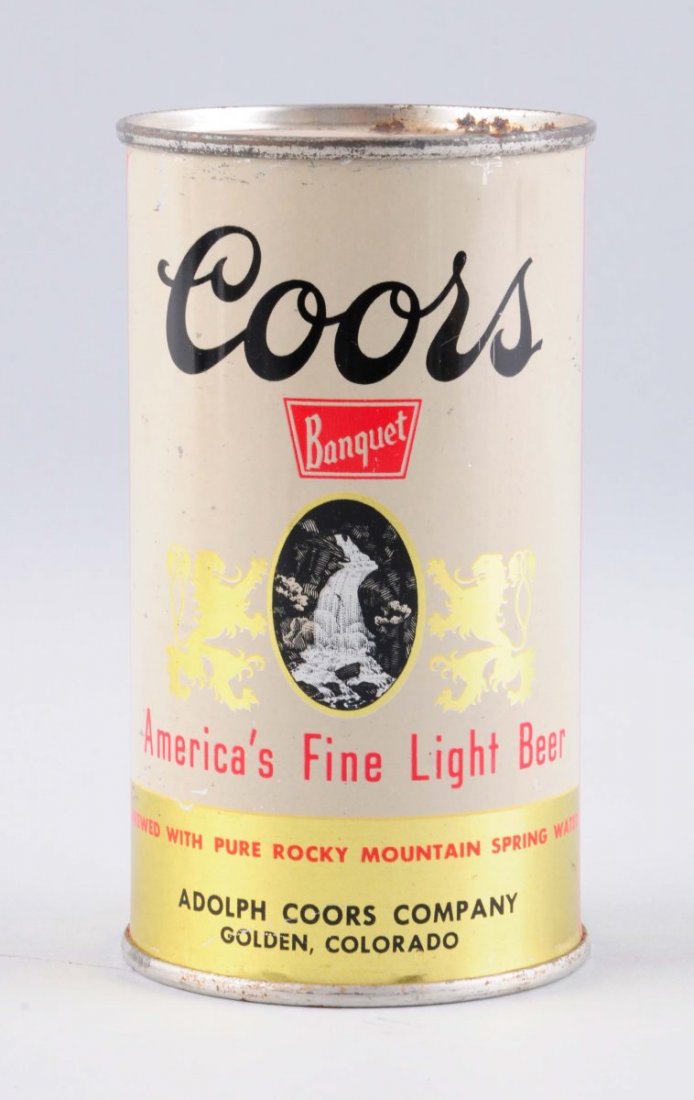 Coors
Banquet
America's Fine Light Beer
WITH PURE ROCKY MOUNTAIN SPRING
ADOLPH COORS COMPANY
GOLDEN, COLORADO